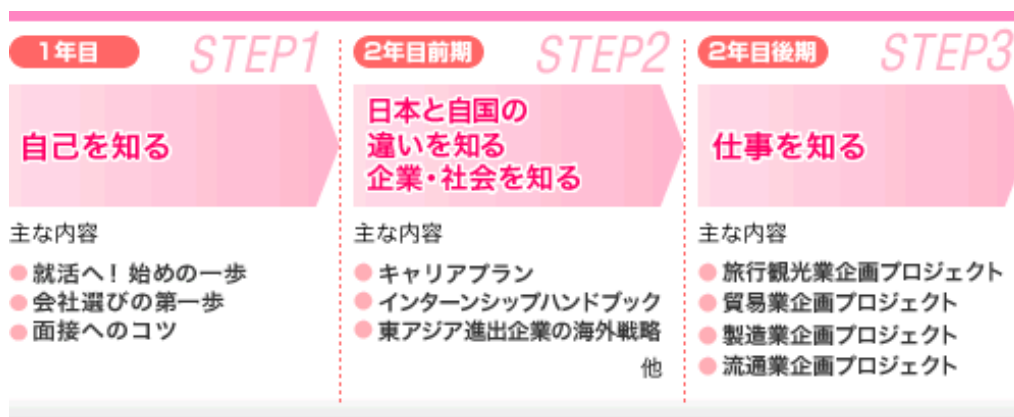 1年目
STEP1
自己を知る
主な内容
●就活へ！始めの一歩
●会社選びの第一歩
●面接へのコツ
2年目前期
STEP2
日本と自国の
違いを知る
企業・社会を知る
主な内容
●キャリアプラン
●インターンシップハンドブック
●東アジア進出企業の海外戦略
他
2年目後期
STEP3
仕事を知る
主な内容
●旅行観光業企画プロジェクト
●貿易業企画プロジェクト
●製造業企画プロジェクト
●流通業企画プロジェクト